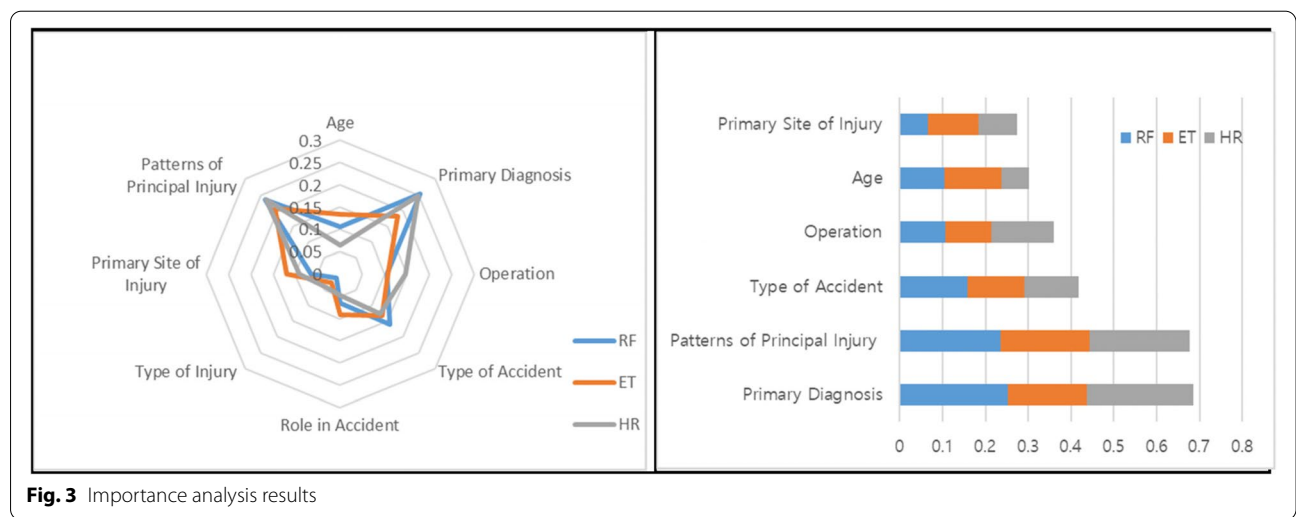 Age
0.3
0.25
0.2
0.15
0.1
0.05
0
Patterns of
Principal Injury
Primary Diagnosis
Primary Site of
Injury
Operation
Type of Injury
Type of Accident
Role in Accident
RF
ET
HR
Primary Site of Injury
Age
Operation
Type of Accident
Patterns of Principal Injury
Primary Diagnosis
RF ET HR
0 0.1 0.2 0.3 0.4 0.5 0.6 0.7 0.8
Fig. 3 Importance analysis results